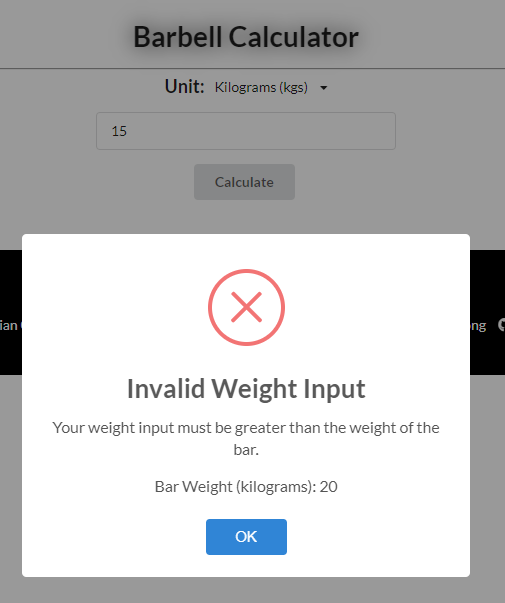 Barbell Calculator
Unit: Kilograms (kgs)
15
Calculate
ian
ong
Invalid Weight Input
Your weight input must be greater than the weight of the
bar.
Bar Weight (kilograms): 20
OK